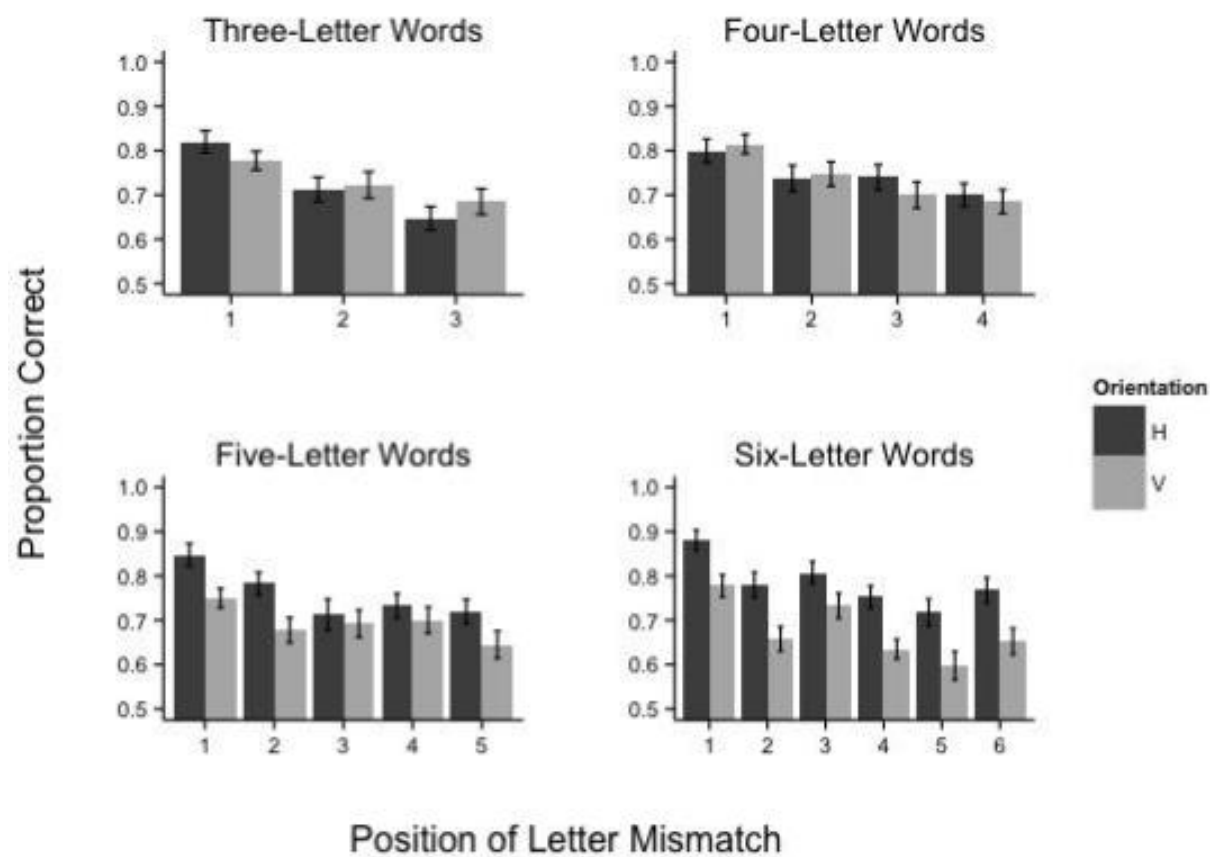 Three-Letter Words
1.0
0.9
0.8
0.7
0.6
0.5
1 2 3
Four-Letter Words
1.0
0.9
0.8
0.7
0.6
0.5
1 2 3 4
Proportion Correct
Orientation
H
V
Five-Letter Words
1.0
0.9
0.8
0.7
0.6
0.5
1 2 3 4 5
Six-Letter Words
1.0
0.9
0.8
0.7
0.6
0.5
1 2 3 4 5 6
Position of Letter Mismatch